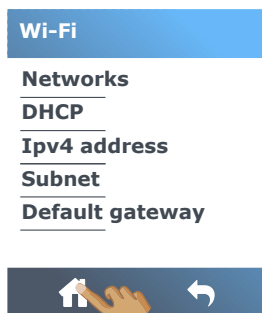 Wi-Fi
Networks
DHCP
Ipv4 address
Subnet
Default gateway